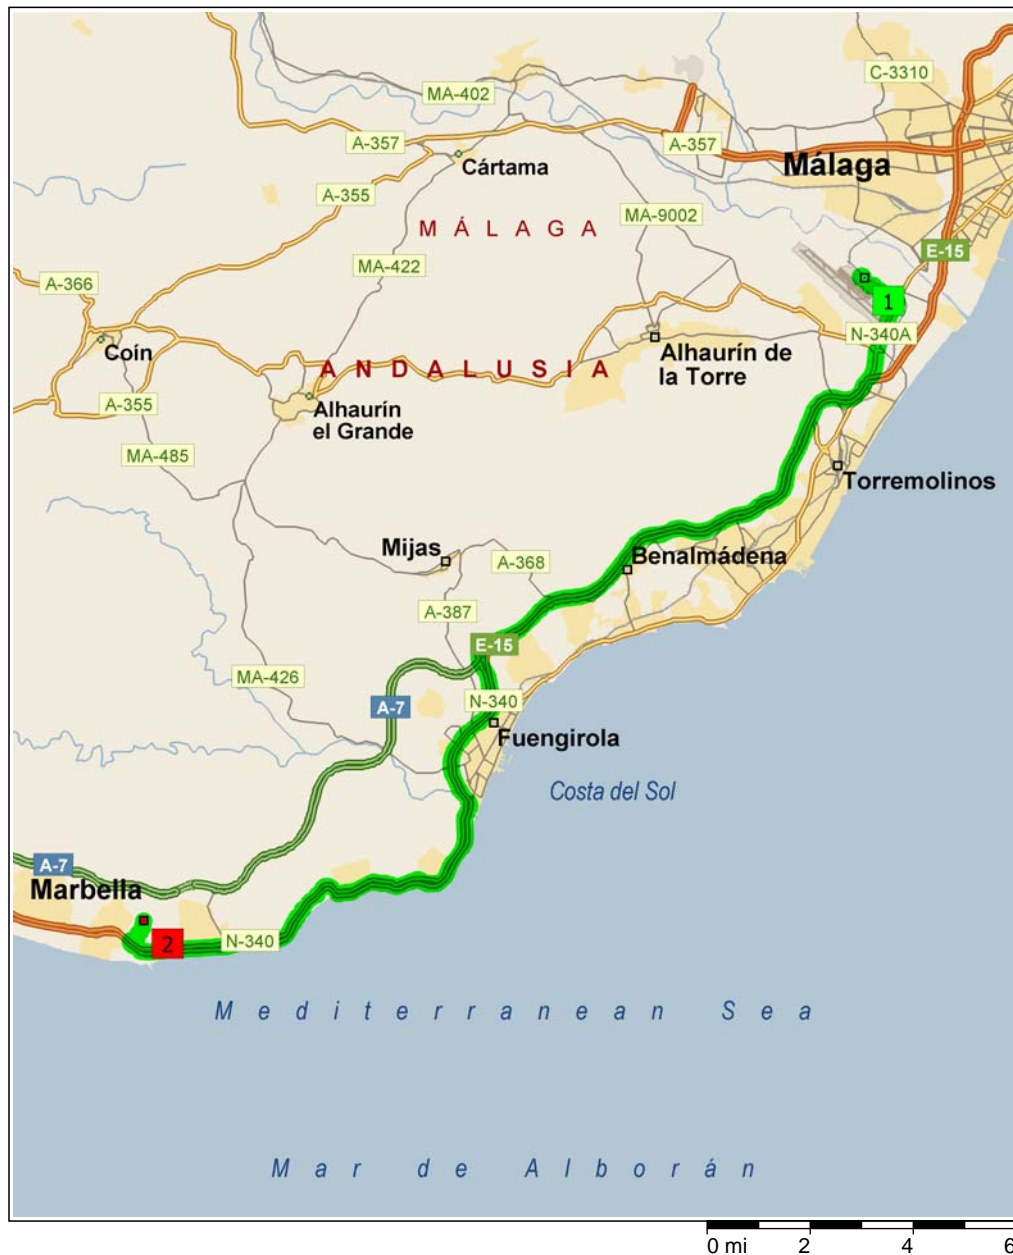 C-3310
MA-402
A-357
A-357
Málaga
Cártama
A-355
MA-9002
MÁLAGA
E-15
MA-422
A-366
1
N-340A
Coín
Alhaurín de
la Torre
ANDALUSIA
A-355
Alhaurín
el Grande
MA-485
Torremolinos
Mijas
A-368
Benalmádena
A-387
E-15
MA-426
N-340
A-7
Fuengirola
Costa del Sol
A-7
Marbella
2
N-340
Mediterranean Sea
Mar de Alborán
0 mi 2 4 6